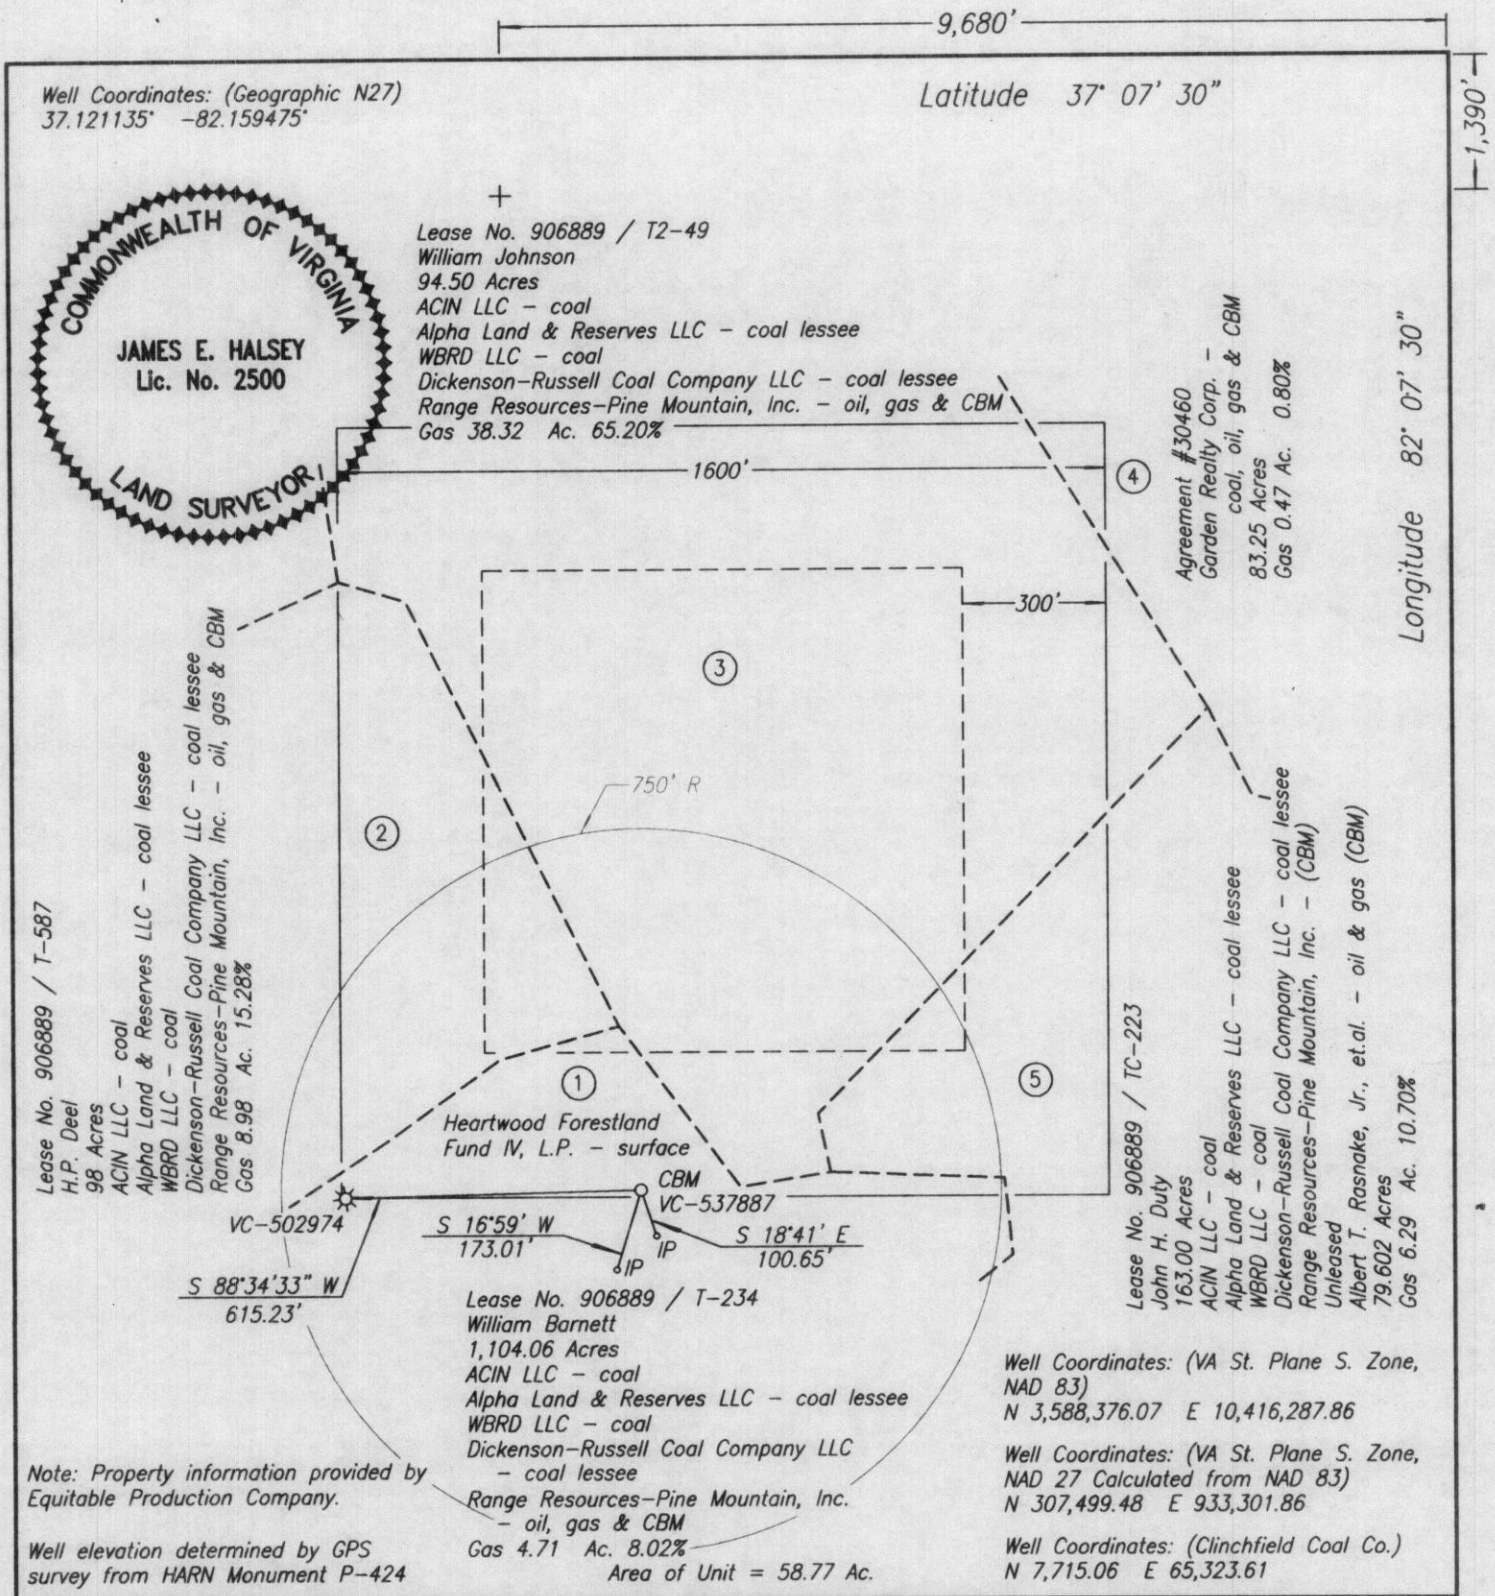 9,680'
1,390'
Well Coordinates: (Geographic N27)
37.121135° -82.159475°
Latitude 37° 07' 30"
Longitude 82° 07' 30"
COMMONWEALTH OF VIRGINIA
JAMES E. HALSEY
Lic. No. 2500
LAND SURVEYOR
Lease No. 906889 / T2-49
William Johnson
94.50 Acres
ACIN LLC - coal
Alpha Land & Reserves LLC - coal lessee
WBRD LLC - coal
Dickenson-Russell Coal Company LLC - coal lessee
Range Resources-Pine Mountain, Inc. - oil, gas & CBM
Gas 38.32 Ac. 65.20%
1600'
4
Agreement #30460
Garden Realty Corp. -
coal, oil, gas & CBM
83.25 Acres
Gas 0.47 Ac. 0.80%
300'
3
750' R
2
Lease No. 906889 / T-587
H.P. Deel
98 Acres
ACIN LLC - coal
Alpha Land & Reserves LLC - coal lessee
WBRD LLC - coal
Dickenson-Russell Coal Company LLC - coal lessee
Range Resources-Pine Mountain, Inc. - oil, gas & CBM
Gas 8.98 Ac. 15.28%
1
5
Heartwood Forestland
Fund IV, L.P. - surface
CBM
VC-537887
VC-502974
S 16°59' W
173.01'
IP
IP
S 18°41' E
100.65'
S 88°34'33" W
615.23'
Lease No. 906889 / TC-223
John H. Duty
163.00 Acres
ACIN LLC - coal
Alpha Land & Reserves LLC - coal lessee
WBRD LLC - coal
Dickenson-Russell Coal Company LLC - coal lessee
Range Resources-Pine Mountain, Inc. - (CBM)
Unleased
Albert T. Rasnake, Jr., et.al. - oil & gas (CBM)
79.602 Acres
Gas 6.29 Ac. 10.70%
Lease No. 906889 / T-234
William Barnett
1,104.06 Acres
ACIN LLC - coal
Alpha Land & Reserves LLC - coal lessee
WBRD LLC - coal
Dickenson-Russell Coal Company LLC
- coal lessee
Range Resources-Pine Mountain, Inc.
- oil, gas & CBM
Gas 4.71 Ac. 8.02%
Area of Unit = 58.77 Ac.
Note: Property information provided by
Equitable Production Company.
Well elevation determined by GPS
survey from HARN Monument P-424
Well Coordinates: (VA St. Plane S. Zone,
NAD 83)
N 3,588,376.07 E 10,416,287.86
Well Coordinates: (VA St. Plane S. Zone,
NAD 27 Calculated from NAD 83)
N 307,499.48 E 933,301.86
Well Coordinates: (Clinchfield Coal Co.)
N 7,715.06 E 65,323.61